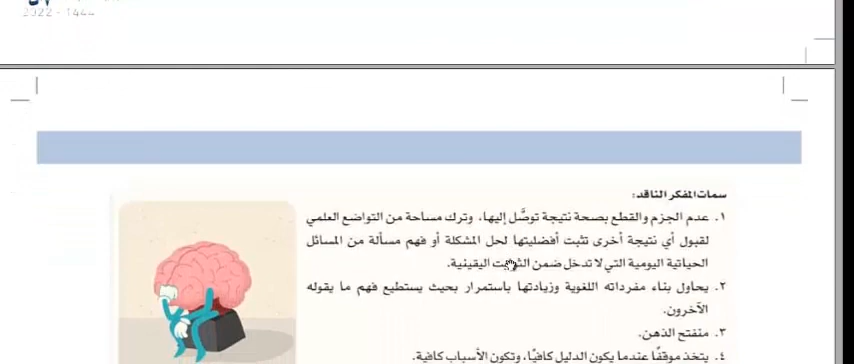 2022 - 1444
سمات المفكر الناقد:
١. عدم الجزم والقطع بصحة نتيجة توصَّل إليها، وترك مساحة من التواضع العلمي
لقبول أي نتيجة أخرى تثبت أفضليتها لحل المشكلة أو فهم مسألة من المسائل
الحياتية اليومية التي لا تدخل ضمن الثوابت اليقينية.
٢. يحاول بناء مفرداته اللغوية وزيادتها باستمرار بحيث يستطيع فهم ما يقوله
الآخرون.
٣. منفتح الذهن.
٤. يتخذ موقفًا عندما يكون الدليل كافيًا، وتكون الأسباب كافية.